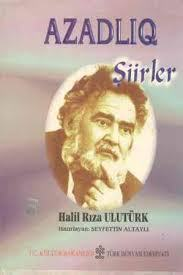 AZADLIQ
Şiirler
Halil Rıza ULUTÜRK
Hazırlayan: SEYFETTİN ALTAYLI
T.C. KÜLTÜR BAKANLIĞI TÜRK DÜNYASI EDEBİYATI